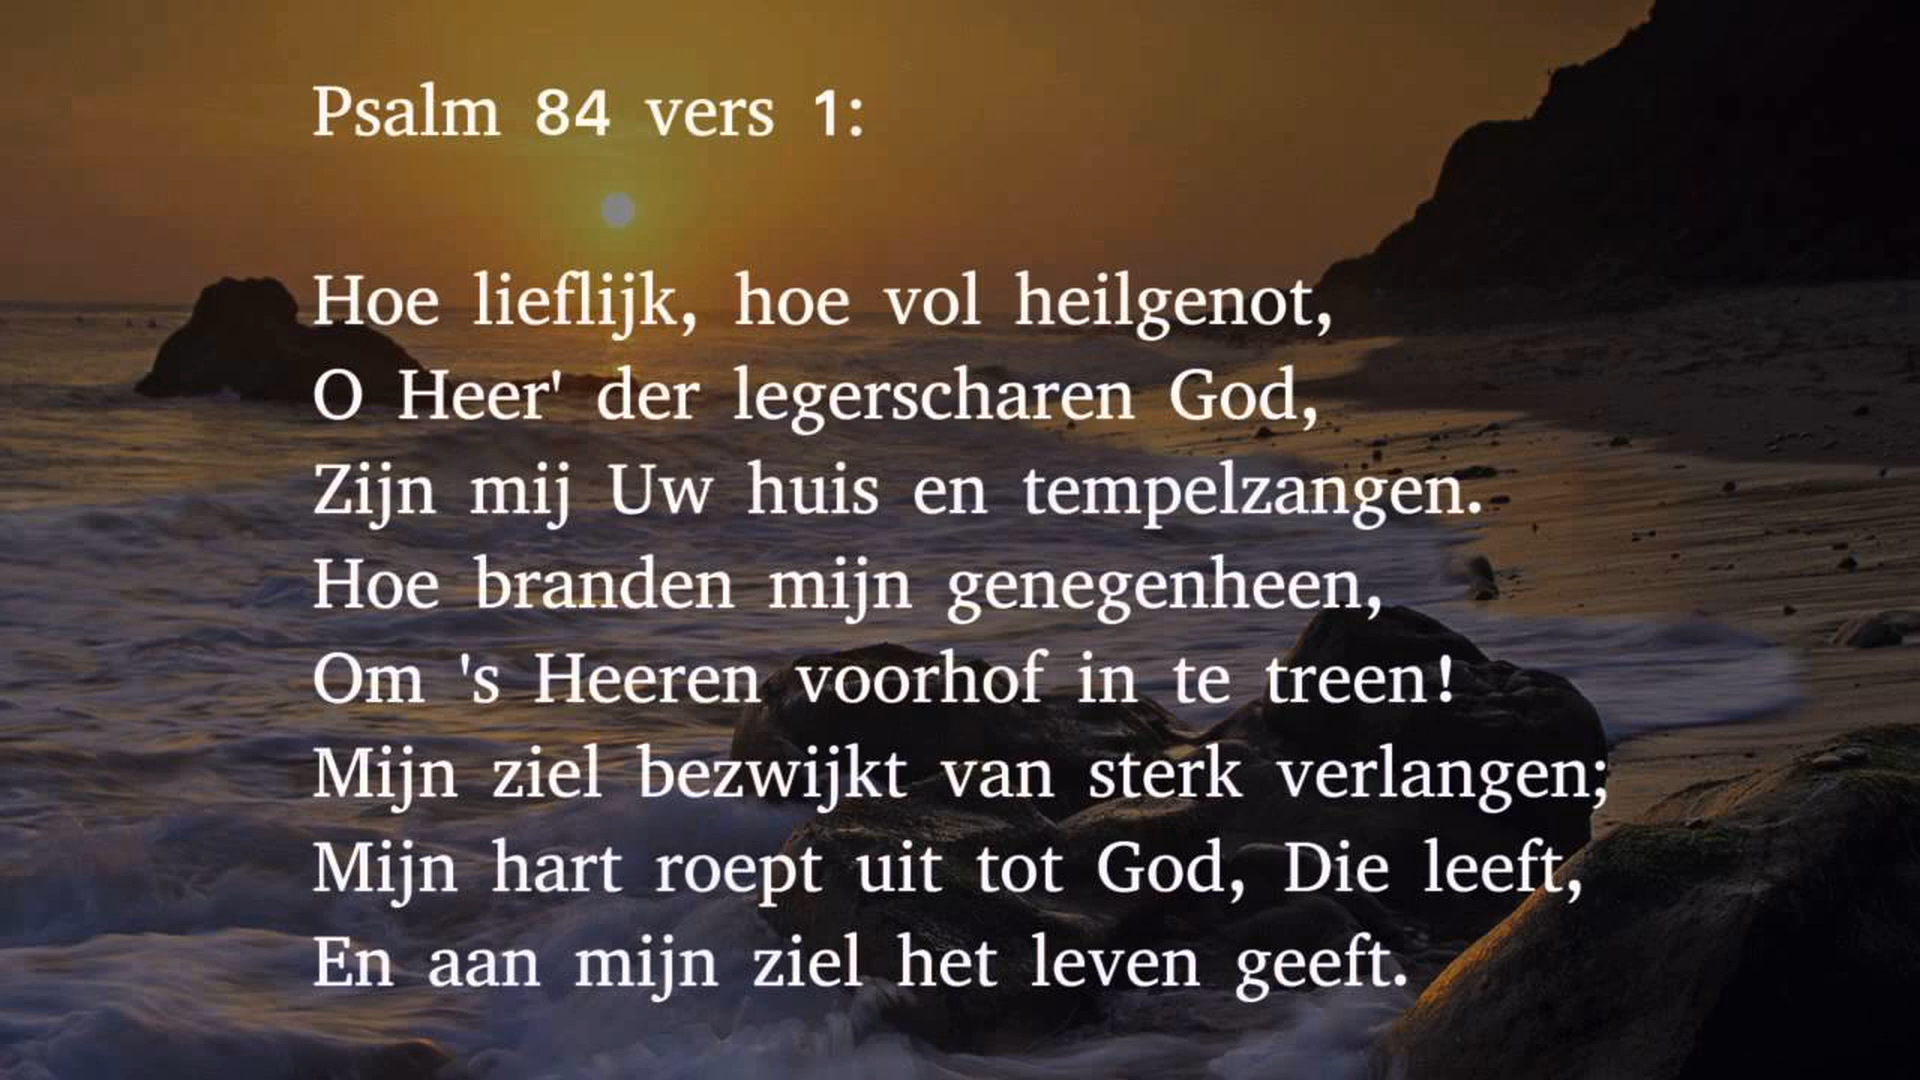 Psalm 84 vers 1:
Hoe lieflijk, hoe vol heilgenot,
O Heer' der legerscharen God,
Zijn mij Uw huis en tempelzangen.
Hoe branden mijn genegenheen,
Om 's Heeren voorhof in te treen!
Mijn ziel bezwijkt van sterk verlangen;
Mijn hart roept uit tot God, Die leeft,
En aan mijn ziel het leven geeft.